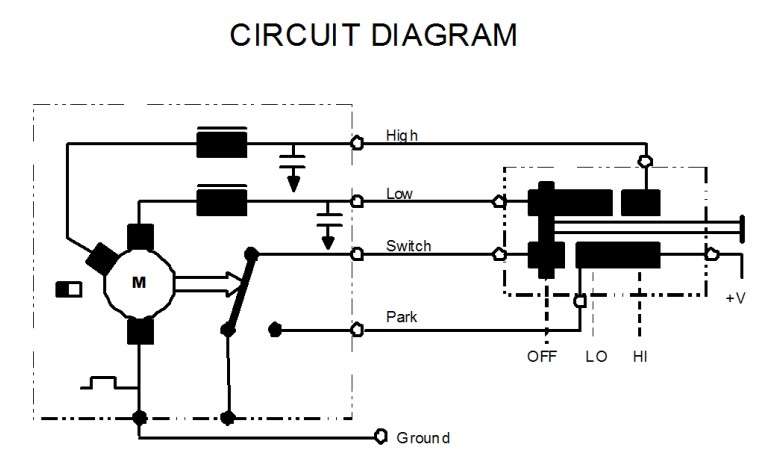 CIRCUIT DIAGRAM
High
Low
M
Switch
+V
Park
OFF LO HI
Ground